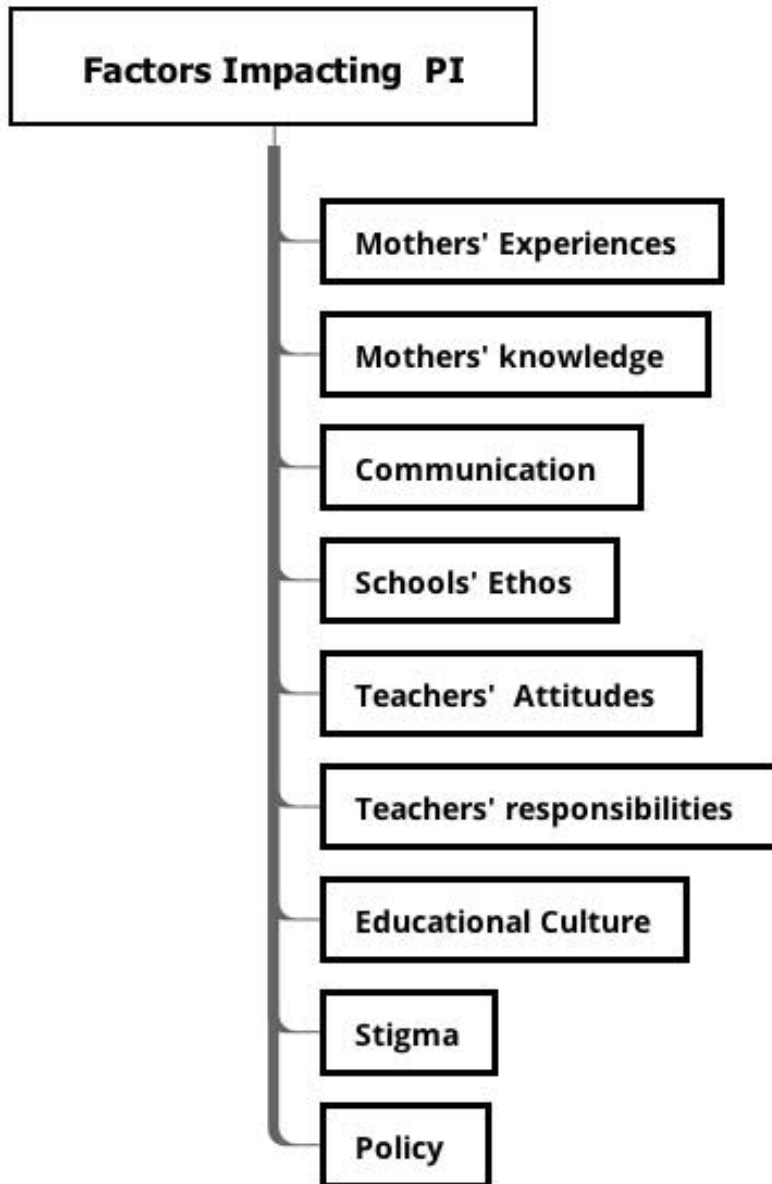 Factors Impacting  PI
Mothers' Experiences
Mothers' knowledge
Communication
Schools' Ethos
Teachers'  Attitudes
Teachers' responsibilities
Educational Culture
Stigma
Policy